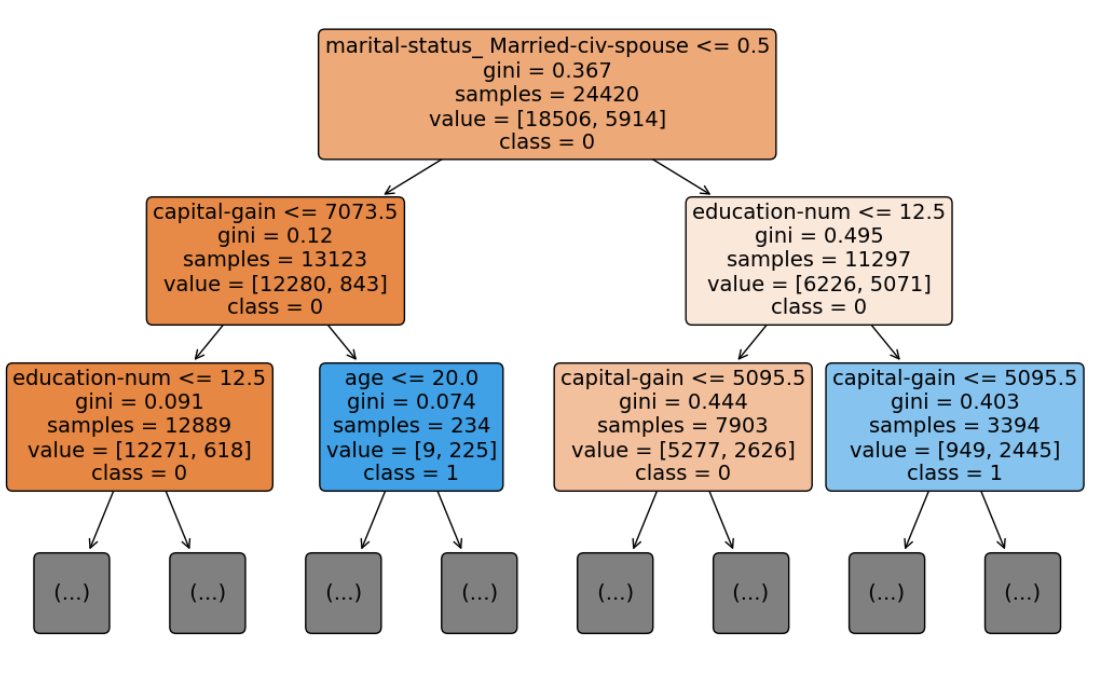 marital-status_ Married-civ-spouse <= 0.5
gini = 0.367
samples = 24420
value = [18506, 5914]
class = 0
capital-gain <= 7073.5
gini = 0.12
samples = 13123
value = [12280, 843]
class = 0
education-num <= 12.5
gini = 0.495
samples = 11297
value = [6226, 5071]
class = 0
education-num <= 12.5
gini = 0.091
samples = 12889
value = [12271, 618]
class = 0
age <= 20.0
gini = 0.074
samples = 234
value = [9, 225]
class = 1
capital-gain <= 5095.5
gini = 0.444
samples = 7903
value = [5277, 2626]
class = 0
capital-gain <= 5095.5
gini = 0.403
samples = 3394
value = [949, 2445]
class = 1
(...)
(...)
(...)
(...)
(...)
(...)
(...)
(...)